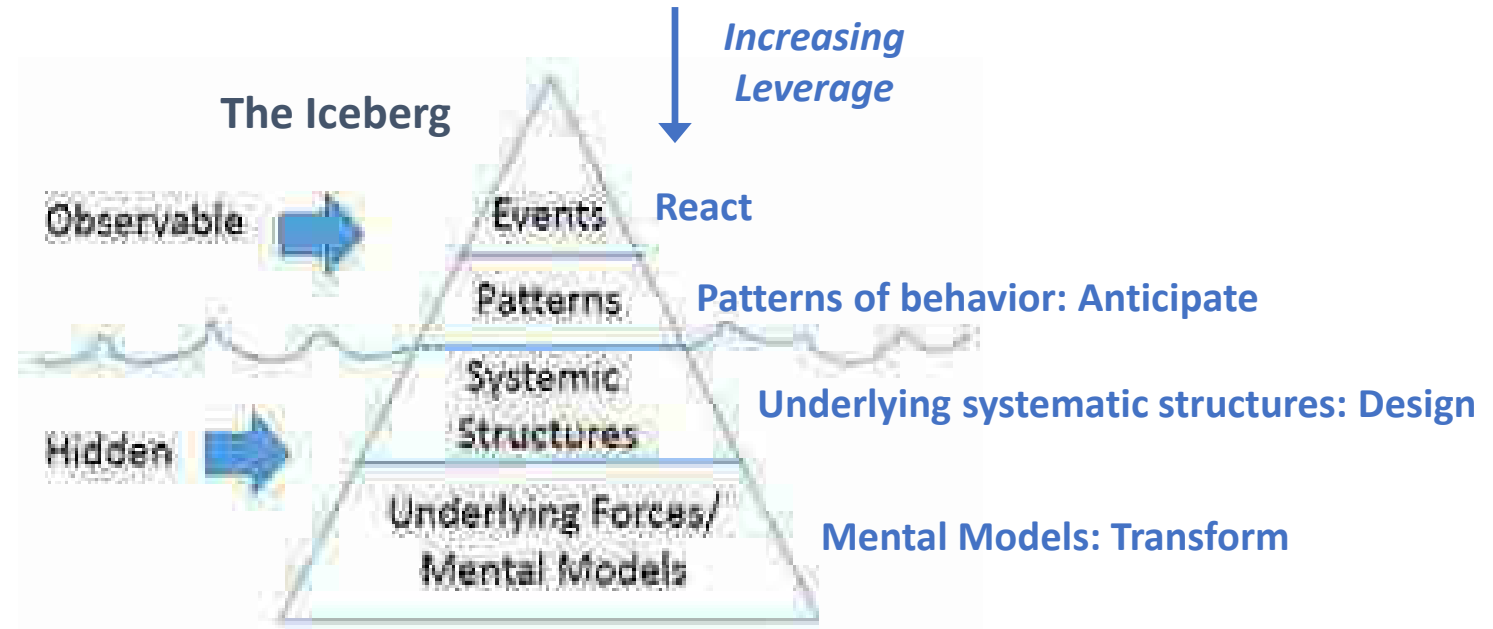 Increasing
Leverage
The Iceberg
Observable
Events
React
Patterns
Patterns of behavior: Anticipate
Systemic
Structures
Underlying systematic structures: Design
Hidden
Underlying Forces/
Mental Models
Mental Models: Transform